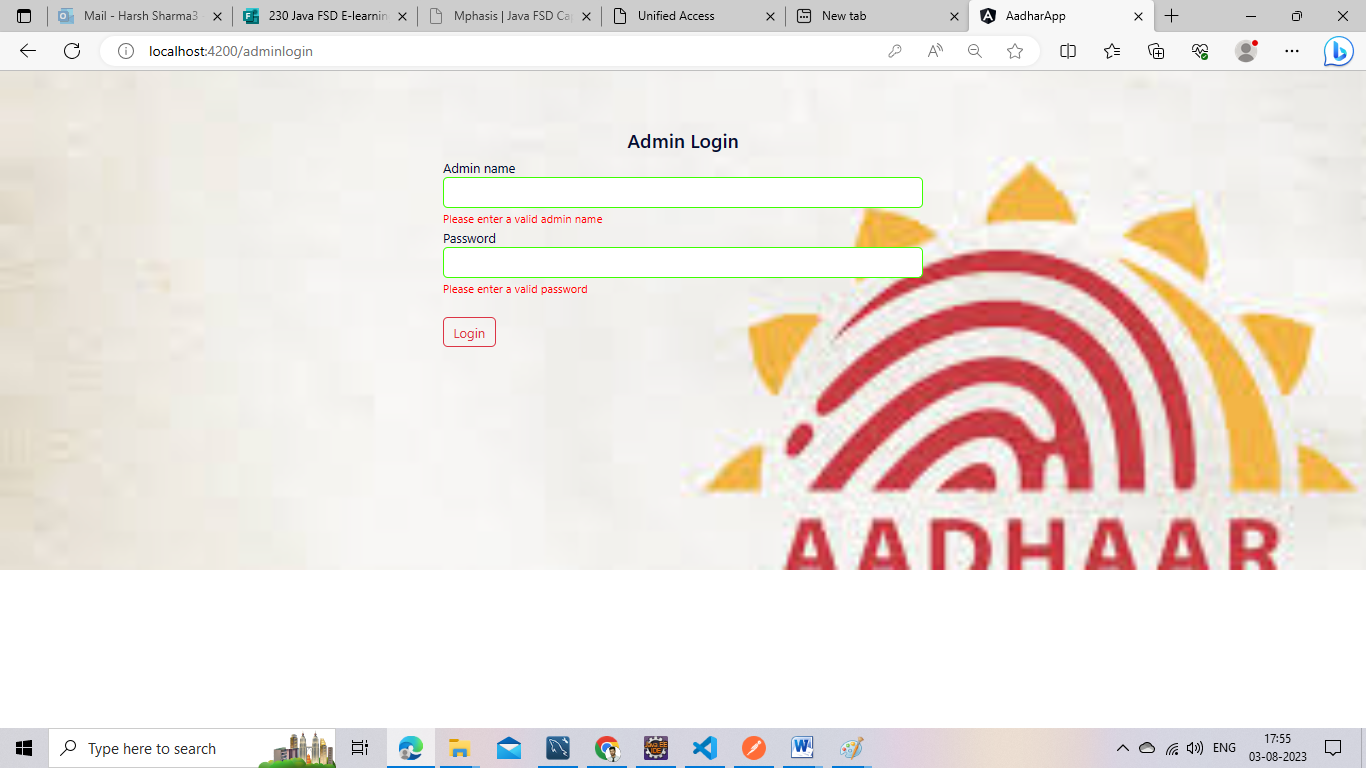 Mail - Harsh Sharma3
230 Java FSD E-learnin
Mphasis | Java FSD Ca
Unified Access
New tab
AadharApp
localhost:4200/adminlogin
Admin Login
Admin name
Please enter a valid admin name
Password
Please enter a valid password
Login
AADHAAR
Type here to search
ENG
17:55
03-08-2023